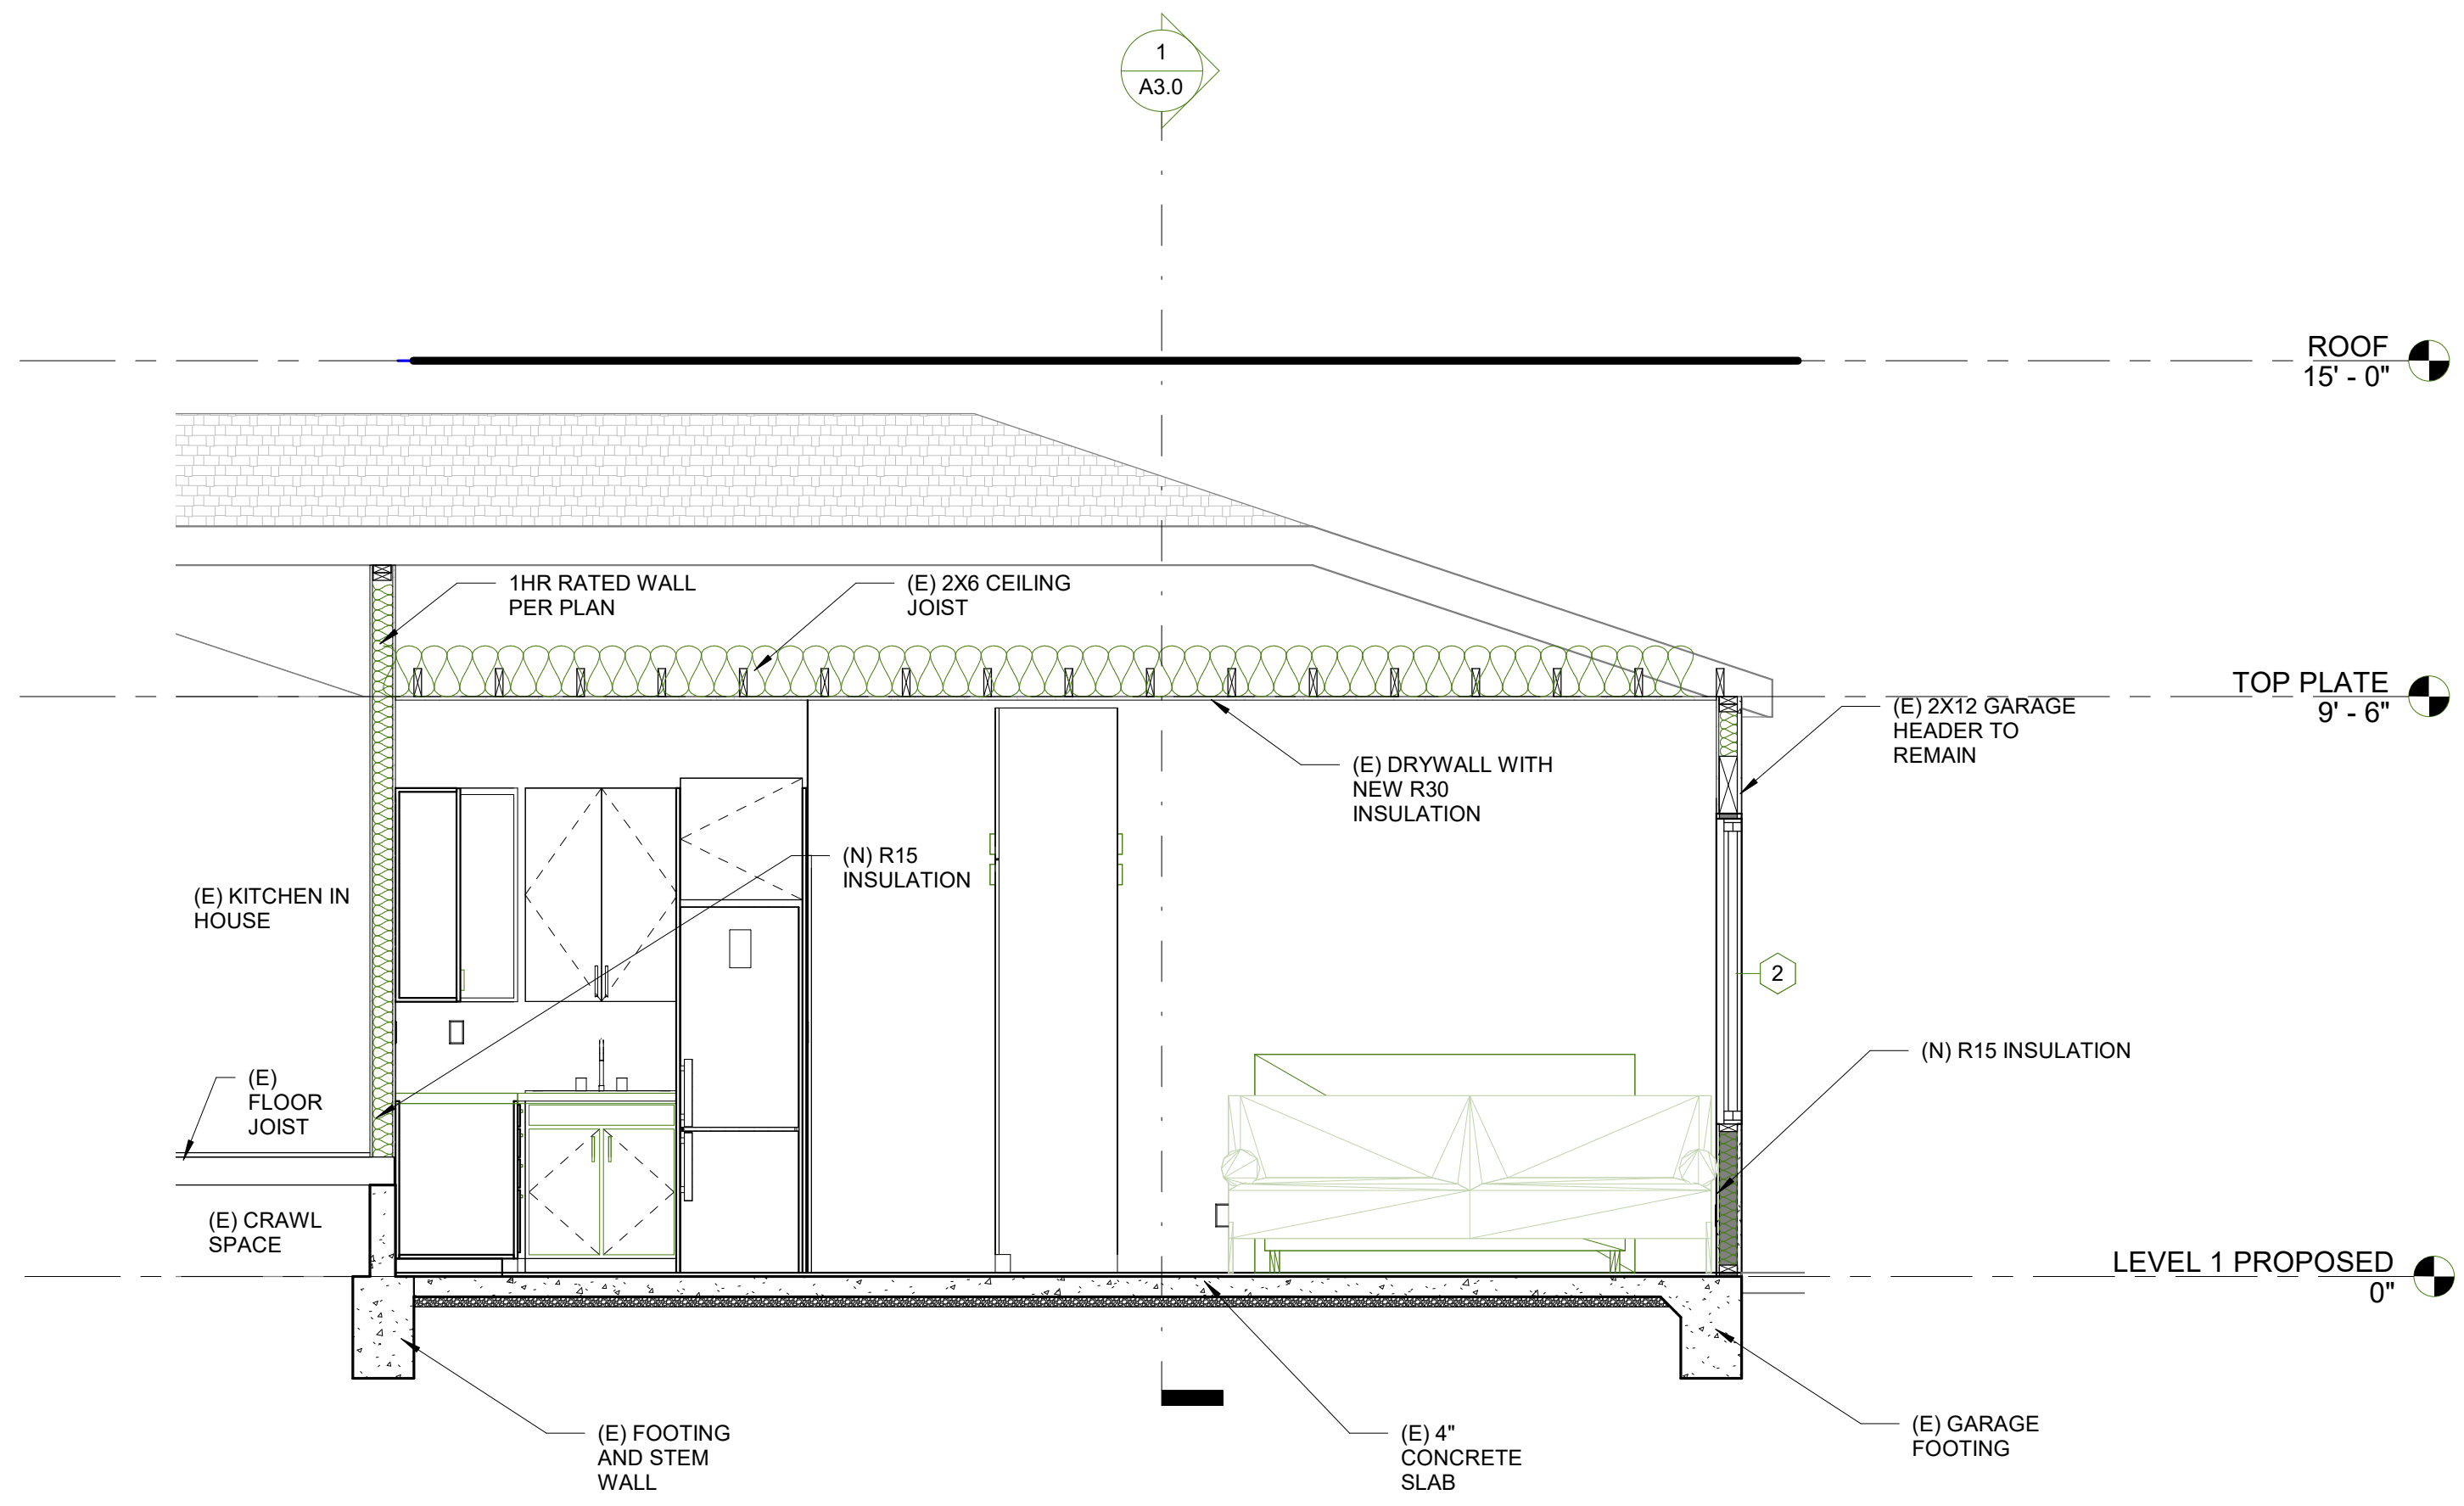 1
A3.0
ROOF
15' - 0"
1HR RATED WALL
PER PLAN
(E) 2X6 CEILING
JOIST
TOP PLATE
9' - 6"
(E) 2X12 GARAGE
HEADER TO
REMAIN
(E) DRYWALL WITH
NEW R30
INSULATION
(N) R15
INSULATION
(E) KITCHEN IN
HOUSE
2
(N) R15 INSULATION
(E)
FLOOR
JOIST
(E) CRAWL
SPACE
LEVEL 1 PROPOSED
0"
(E) FOOTING
AND STEM
WALL
(E) 4"
CONCRETE
SLAB
(E) GARAGE
FOOTING